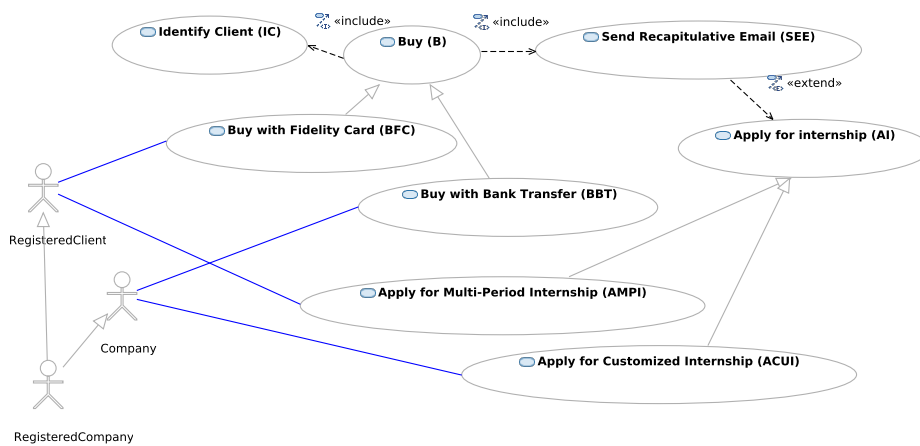 «include»
«include»
Identify Client (IC)
Buy (B)
Send Recapitulative Email (SEE)
«extend»
Buy with Fidelity Card (BFC)
Apply for internship (AI)
Buy with Bank Transfer (BBT)
RegisteredClient
Apply for Multi-Period Internship (AMPI)
Company
Apply for Customized Internship (ACUI)
RegisteredCompany